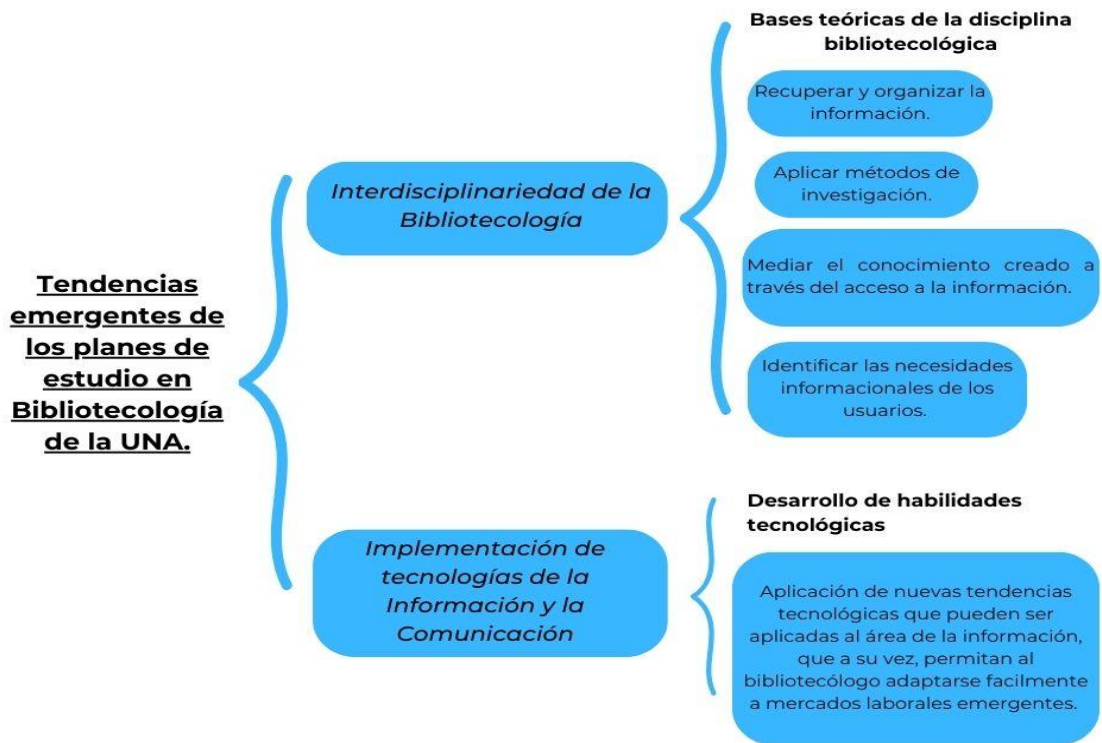 Tendencias
emergentes de
los planes de
estudio en
Bibliotecología
de la UNA.
Interdisciplinariedad de la
Bibliotecología
Bases teóricas de la disciplina
bibliotecológica
Recuperar y organizar la
información.
Aplicar métodos de
investigación.
Mediar el conocimiento creado a
través del acceso a la información.
Identificar las necesidades
informacionales de los
usuarios.
Implementación de
tecnologías de la
Información y la
Comunicación
Desarrollo de habilidades
tecnológicas
Aplicación de nuevas tendencias
tecnológicas que pueden ser
aplicadas al área de la información,
que a su vez, permitan al
bibliotecólogo adaptarse facilmente
a mercados laborales emergentes.